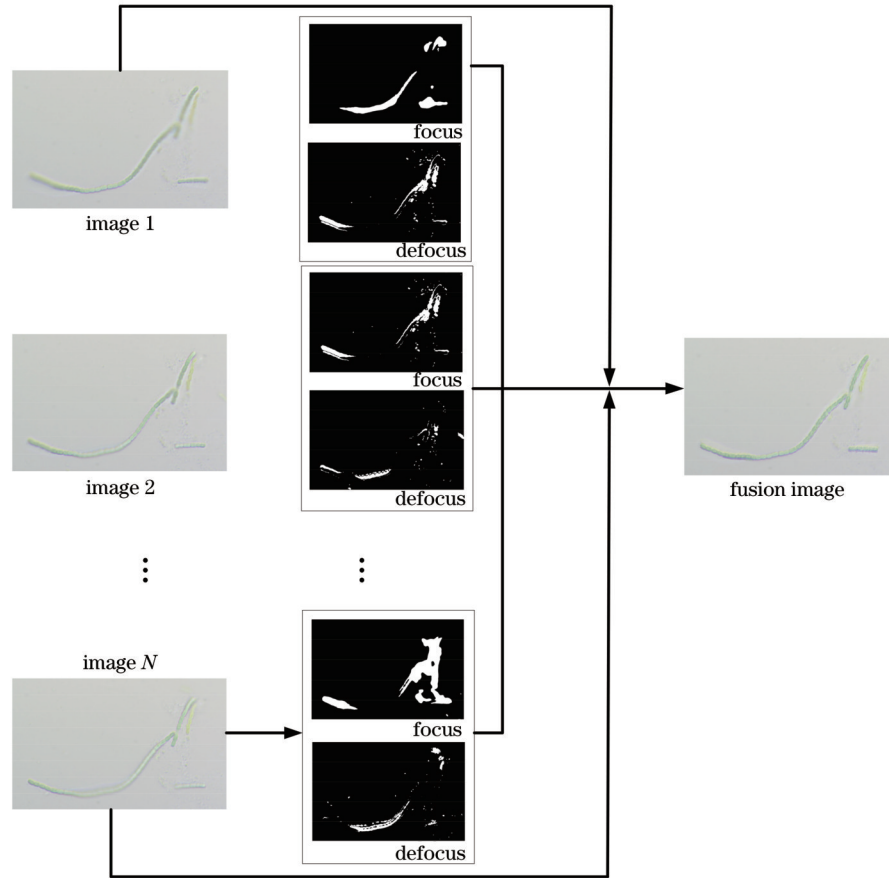 focus
image 1
defocus
focus
image 2
defocus
fusion image
⋮
⋮
image N
focus
defocus